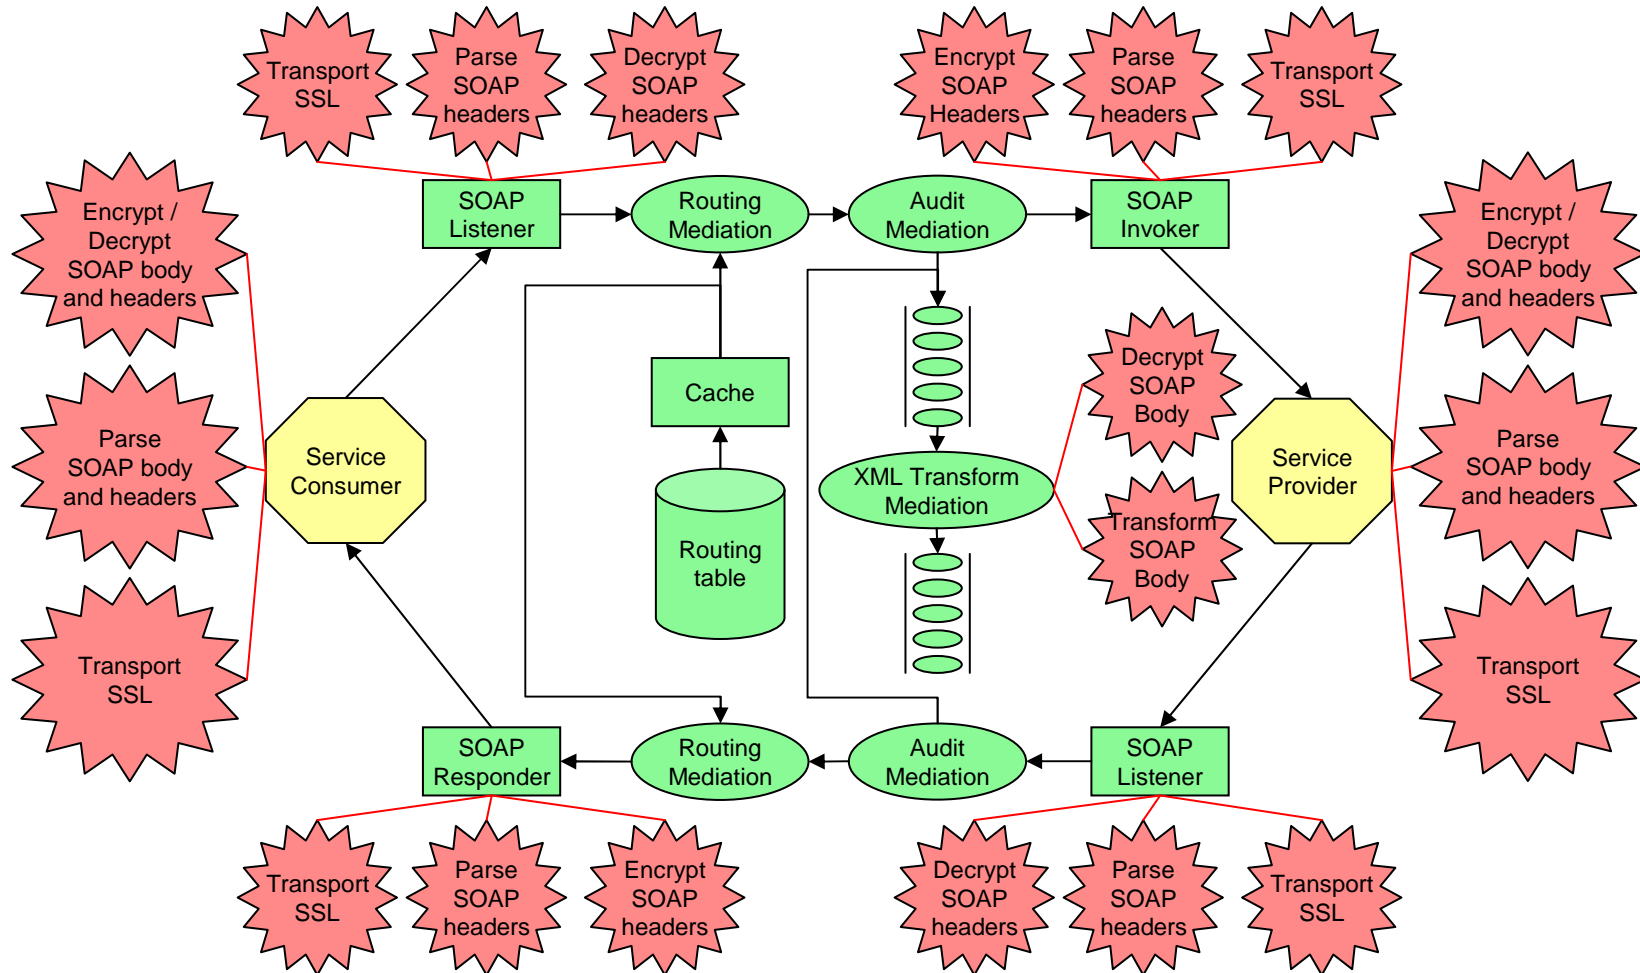 Transport
SSL
Parse
SOAP
headers
Decrypt
SOAP
headers
Encrypt
SOAP
Headers
Parse
SOAP
headers
Transport
SSL
SOAP
Listener
Routing
Mediation
Audit
Mediation
SOAP
Invoker
Encrypt /
Decrypt
SOAP body
and headers
Encrypt /
Decrypt
SOAP body
and headers
Cache
Decrypt
SOAP
Body
Parse
SOAP body
and headers
Service
Consumer
XML Transform
Mediation
Service
Provider
Parse
SOAP body
and headers
Routing
table
Transform
SOAP
Body
Transport
SSL
Transport
SSL
SOAP
Responder
Routing
Mediation
Audit
Mediation
SOAP
Listener
Transport
SSL
Parse
SOAP
headers
Encrypt
SOAP
headers
Decrypt
SOAP
headers
Parse
SOAP
headers
Transport
SSL